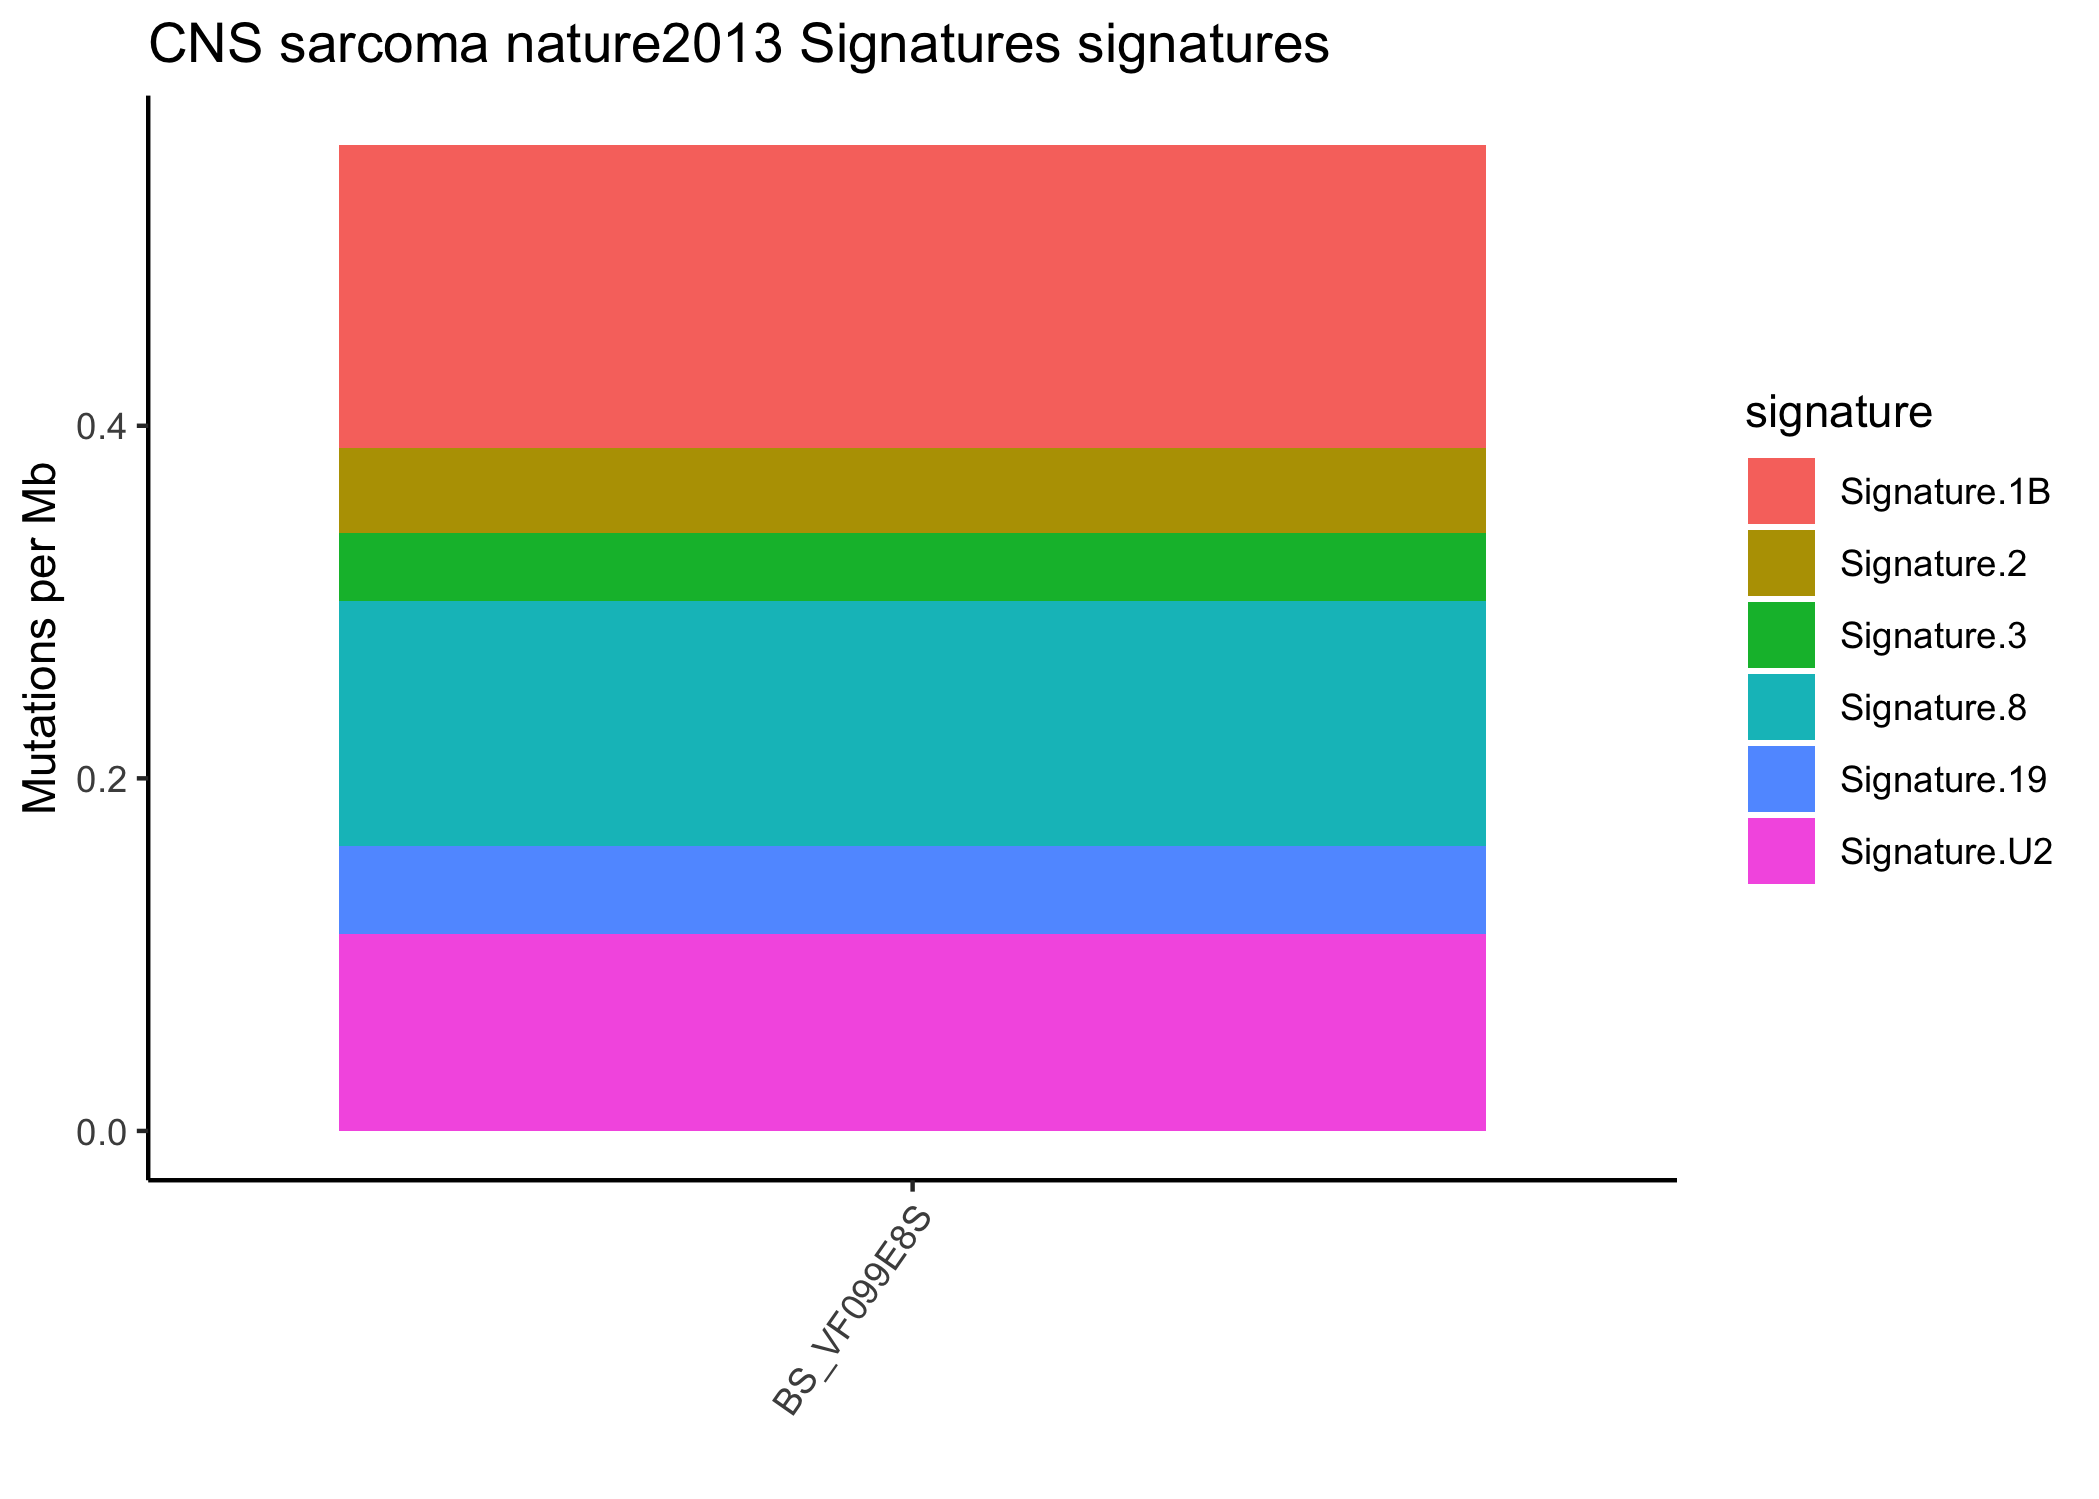 CNS sarcoma nature2013 Signatures signatures
Mutations per Mb
0.4
0.2
0.0
BS_VF099E8S
signature
Signature.1B
Signature.2
Signature.3
Signature.8
Signature.19
Signature.U2